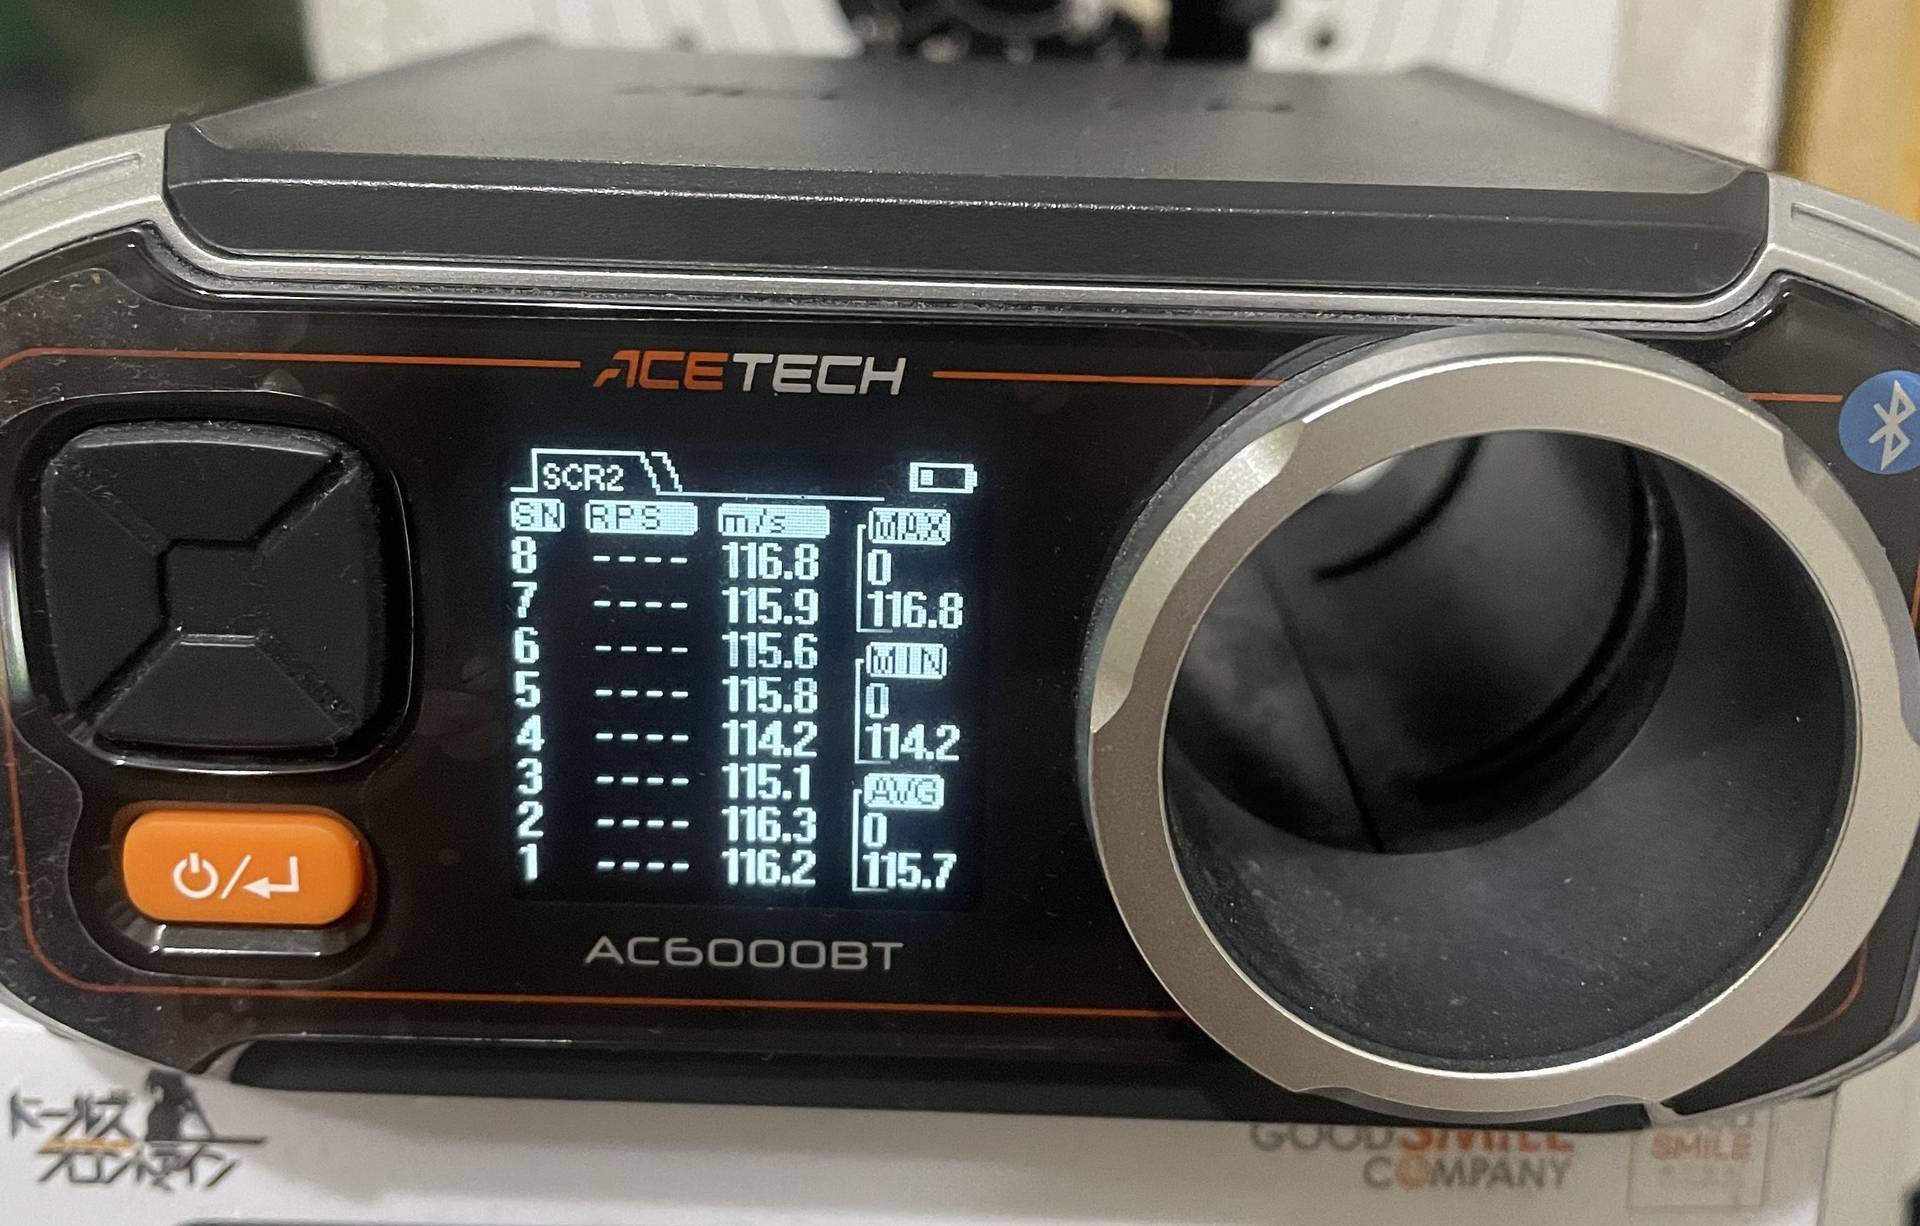 ACETECH
SCR2
SN RPS m/s MAX
8 ---- 116.8 0
7 ---- 115.9 116.8
6 ---- 115.6 MIN
5 ---- 115.8 0
4 ---- 114.2 114.2
3 ---- 115.1 AVG
2 ---- 116.3 0
1 ---- 116.2 115.7
AC6000BT
ドールズ
フロントライン
GOOD SMILE
COMPANY
SMILE